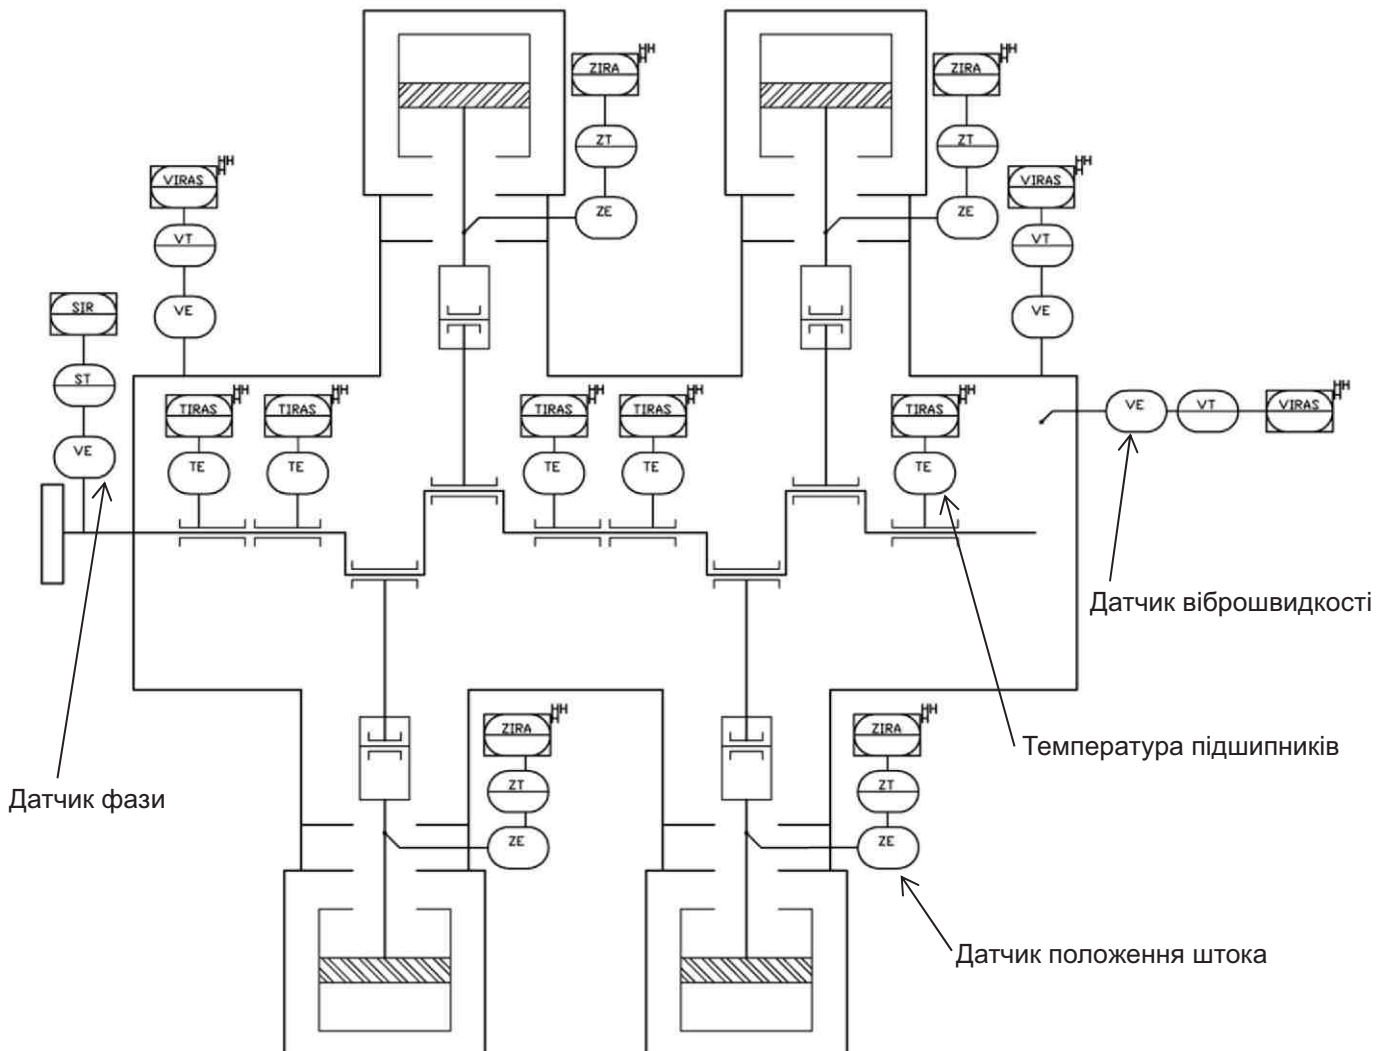 ZIRA
HH
H
ZIRA
HH
H
ZT
ZT
VIRAS
HH
H
VIRAS
HH
H
ZE
ZE
VT
VT
SIR
VE
VE
ST
TIRAS
HH
H
TIRAS
HH
H
TIRAS
HH
H
TIRAS
HH
H
TIRAS
HH
H
VE
VT
VIRAS
HH
H
VE
TE
TE
TE
TE
TE
Датчик віброшвидкості
ZIRA
HH
H
ZIRA
HH
H
Температура підшипників
Датчик фази
ZT
ZT
ZE
ZE
Датчик положення штока